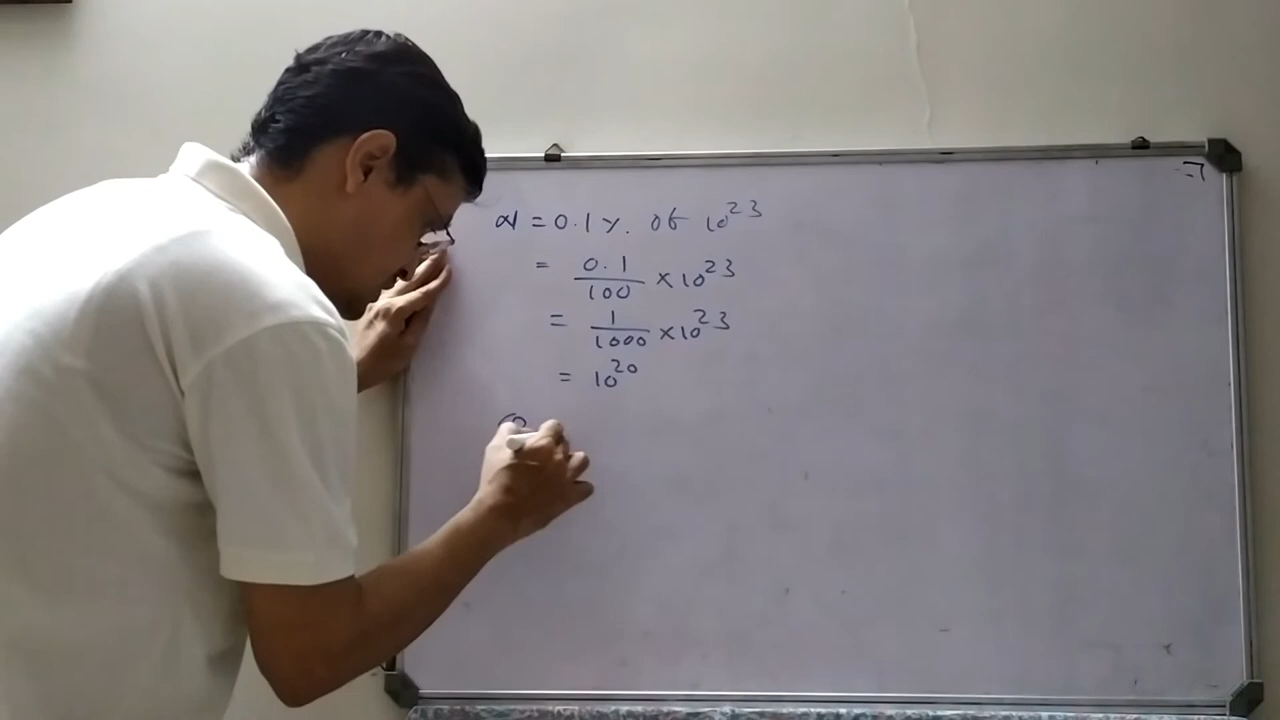 α = 0.1 %. of 10²³
= 0.1/100 × 10²³
= 1/1000 × 10²³
= 10²⁰